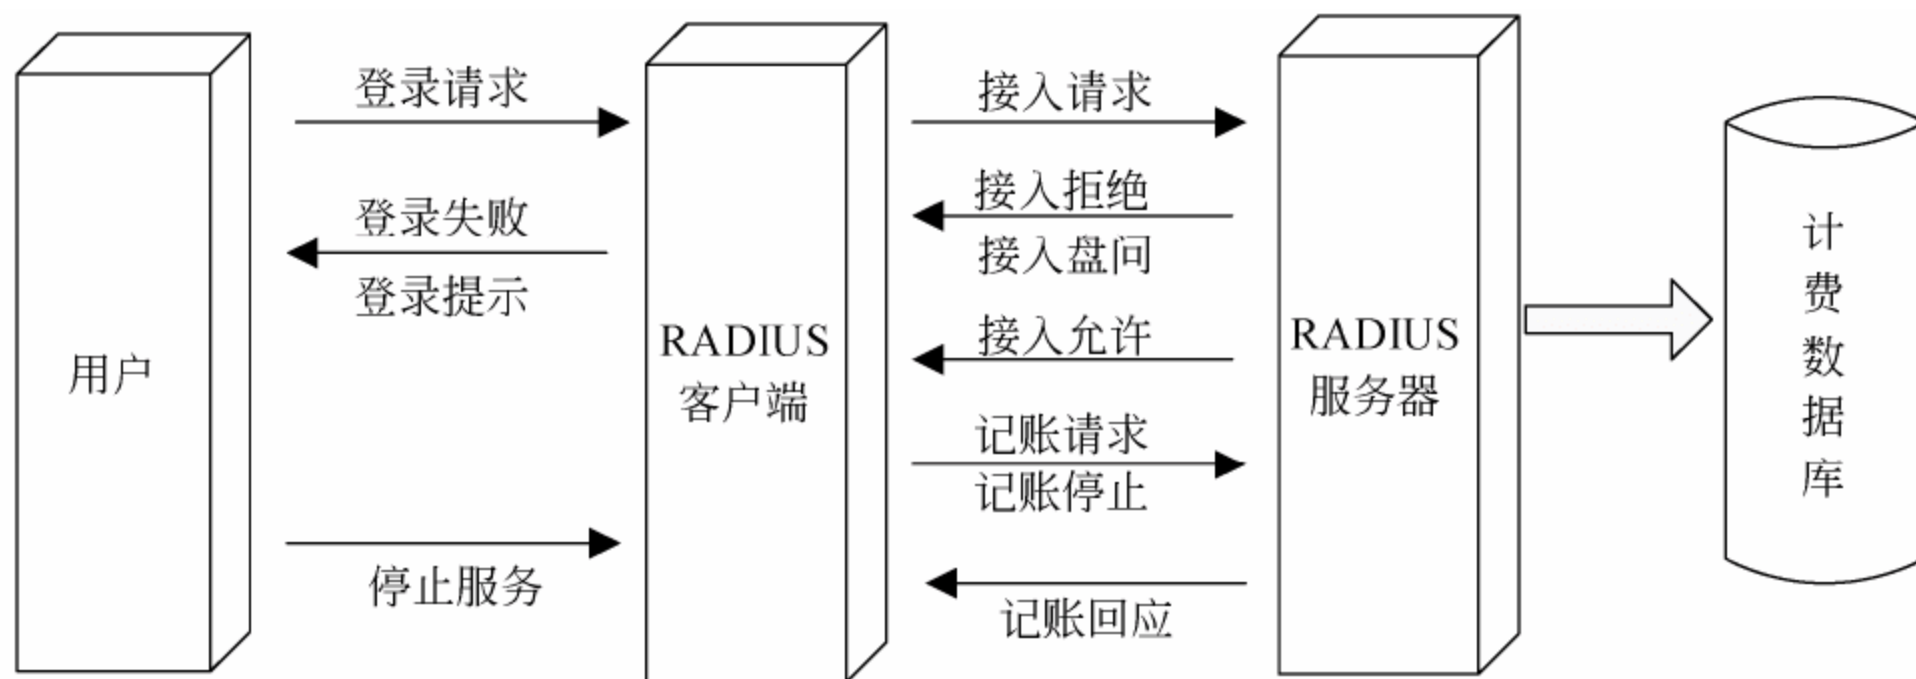 登录请求
登录失败
登录提示
用户
停止服务
RADIUS
客户端
接入请求
接入拒绝
接入盘问
接入允许
记账请求
记账停止
记账回应
RADIUS
服务器
计
费
数
据
库